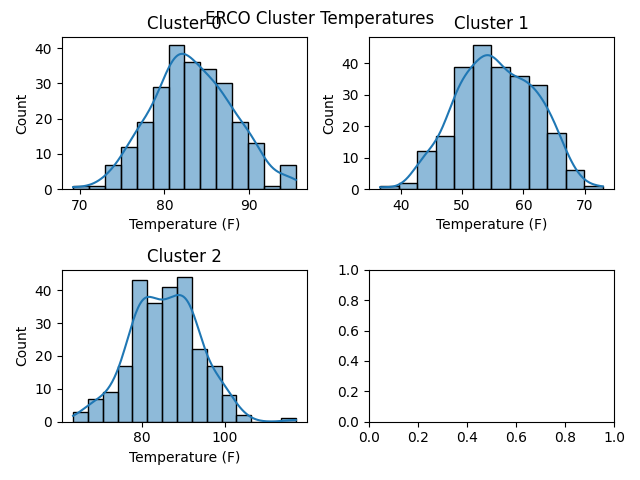 ERCO Cluster Temperatures
Cluster 0
Count
40
30
20
10
0
70 80 90
Temperature (F)
Cluster 1
Count
40
30
20
10
0
40 50 60 70
Temperature (F)
Cluster 2
Count
40
30
20
10
0
80 100
Temperature (F)
1.0
0.8
0.6
0.4
0.2
0.0
0.0 0.2 0.4 0.6 0.8 1.0